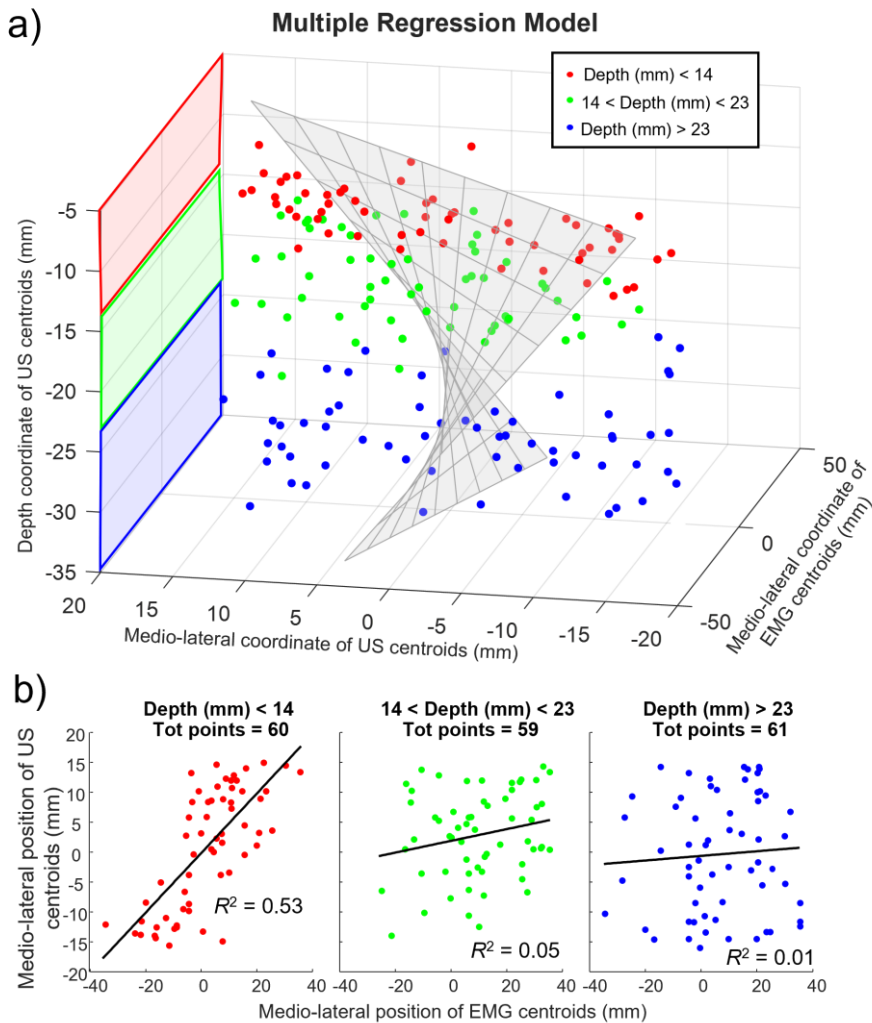 a)
Multiple Regression Model
Depth (mm) < 14
14 < Depth (mm) < 23
Depth (mm) > 23
Depth coordinate of US centroids (mm)
-5
-10
-15
-20
-25
-30
-35
20
15
10
5
0
-5
-10
-15
-20
Medio-lateral coordinate of US centroids (mm)
50
0
-50
Medio-lateral coordinate of
EMG centroids (mm)
b)
Depth (mm) < 14
Tot points = 60
14 < Depth (mm) < 23
Tot points = 59
Depth (mm) > 23
Tot points = 61
Medio-lateral position of US
centroids (mm)
20
15
10
5
0
-5
-10
-15
-20
R² = 0.53
R² = 0.05
R² = 0.01
-40 -20 0 20 40
-40 -20 0 20 40
-40 -20 0 20 40
Medio-lateral position of EMG centroids (mm)